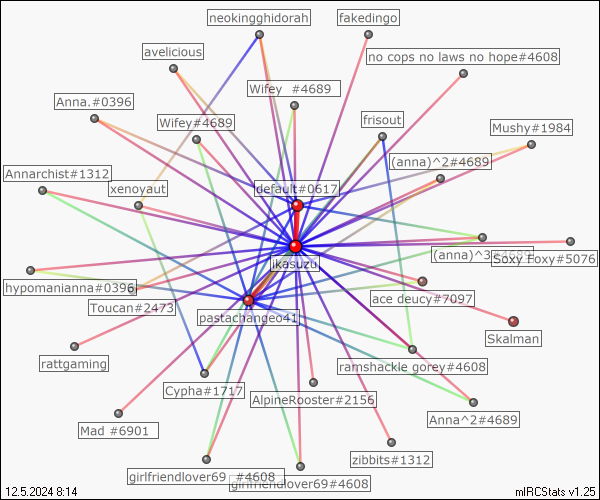 neokingghidorah
fakedingo
avelicious
no cops no laws no hope#4608
Wifey #4689
Anna.#0396
Wifey#4689
frisout
Mushy#1984
(anna)^2#4689
Annarchist#1312
xenoyaut
default#0617
(anna)^3
Soxy Foxy#5076
likasuzu
hypomanianna#0396
Toucan#2473
ace deucy#7097
pastachangeo41
Skalman
rattgaming
ramshackle gorey#4608
Cypha#1717
AlpineRooster#2156
Anna^2#4689
Mad #6901
zibbits#1312
girlfriendlover69 #4608
girlfriendlover69#4608
12.5.2024 8:14
mIRCStats v1.25